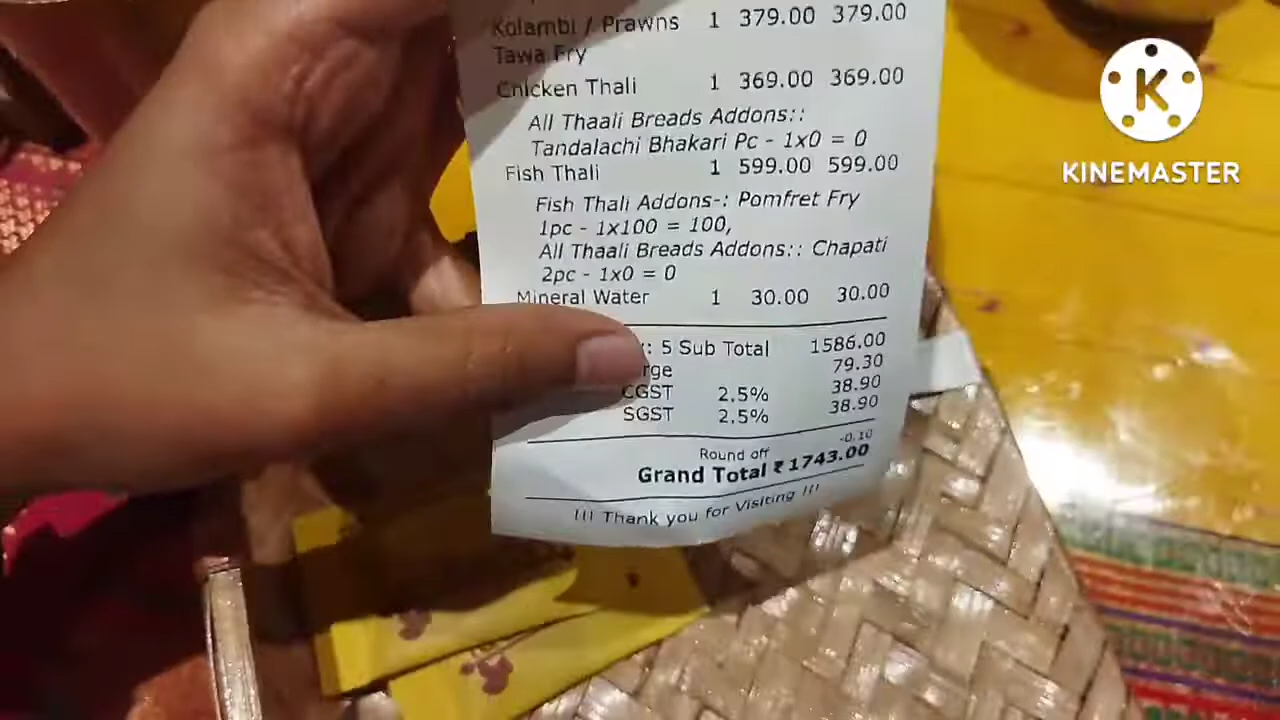 Kolambi / Prawns 1 379.00 379.00
Tawa Fry
Chicken Thali 1 369.00 369.00
All Thaali Breads Addons::
Tandalachi Bhakari Pc - 1x0 = 0
Fish Thali 1 599.00 599.00
Fish Thali Addons-: Pomfret Fry
1pc - 1x100 = 100,
All Thaali Breads Addons:: Chapati
2pc - 1x0 = 0
Mineral Water 1 30.00 30.00
: 5 Sub Total 1586.00
rge 79.30
CGST 2.5% 38.90
SGST 2.5% 38.90
Round off -0.10
Grand Total ₹1743.00
!!! Thank you for Visiting !!!
K
KINEMASTER